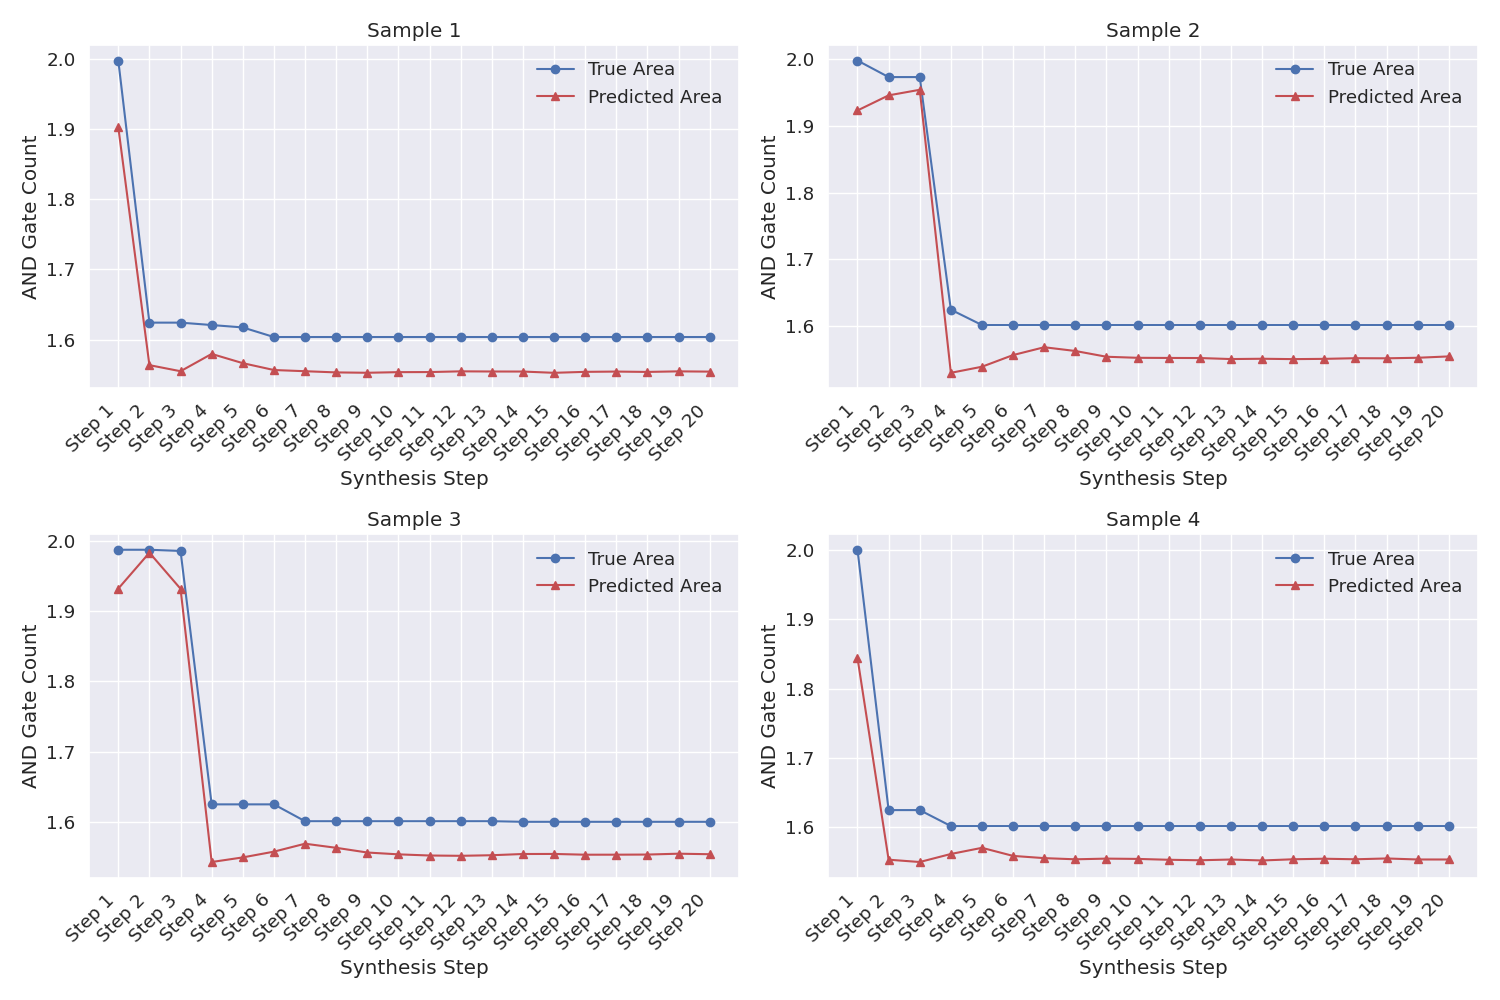 Sample 1
2.0
1.9
1.8
1.7
1.6
AND Gate Count
True Area
Predicted Area
Step 1
Step 2
Step 3
Step 4
Step 5
Step 6
Step 7
Step 8
Step 9
Step 10
Step 11
Step 12
Step 13
Step 14
Step 15
Step 16
Step 17
Step 18
Step 19
Step 20
Synthesis Step
Sample 2
2.0
1.9
1.8
1.7
1.6
AND Gate Count
True Area
Predicted Area
Step 1
Step 2
Step 3
Step 4
Step 5
Step 6
Step 7
Step 8
Step 9
Step 10
Step 11
Step 12
Step 13
Step 14
Step 15
Step 16
Step 17
Step 18
Step 19
Step 20
Synthesis Step
Sample 3
2.0
1.9
1.8
1.7
1.6
AND Gate Count
True Area
Predicted Area
Step 1
Step 2
Step 3
Step 4
Step 5
Step 6
Step 7
Step 8
Step 9
Step 10
Step 11
Step 12
Step 13
Step 14
Step 15
Step 16
Step 17
Step 18
Step 19
Step 20
Synthesis Step
Sample 4
2.0
1.9
1.8
1.7
1.6
AND Gate Count
True Area
Predicted Area
Step 1
Step 2
Step 3
Step 4
Step 5
Step 6
Step 7
Step 8
Step 9
Step 10
Step 11
Step 12
Step 13
Step 14
Step 15
Step 16
Step 17
Step 18
Step 19
Step 20
Synthesis Step